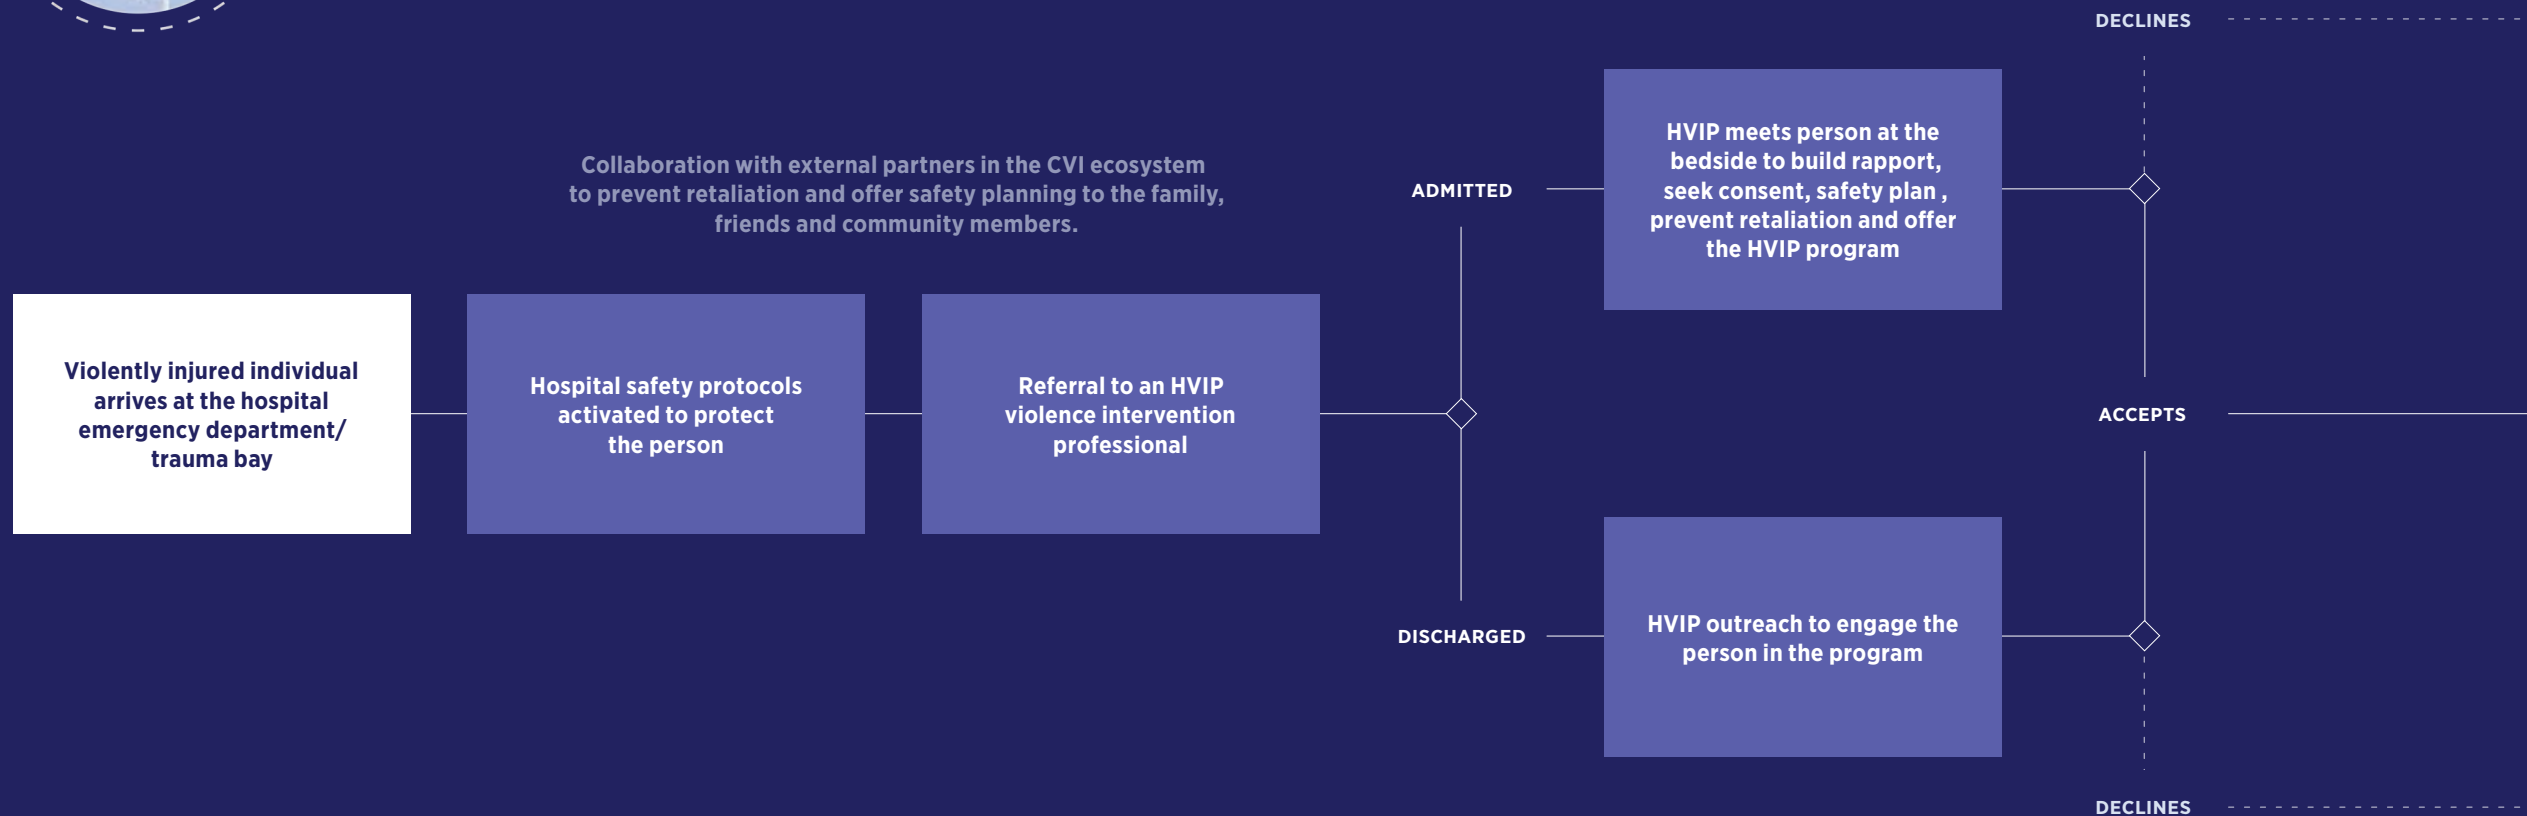 DECLINES
Collaboration with external partners in the CVI ecosystem
to prevent retaliation and offer safety planning to the family,
friends and community members.
Violently injured individual
arrives at the hospital
emergency department/
trauma bay
Hospital safety protocols
activated to protect
the person
Referral to an HVIP
violence intervention
professional
ADMITTED
HVIP meets person at the
bedside to build rapport,
seek consent, safety plan ,
prevent retaliation and offer
the HVIP program
ACCEPTS
DISCHARGED
HVIP outreach to engage the
person in the program
DECLINES